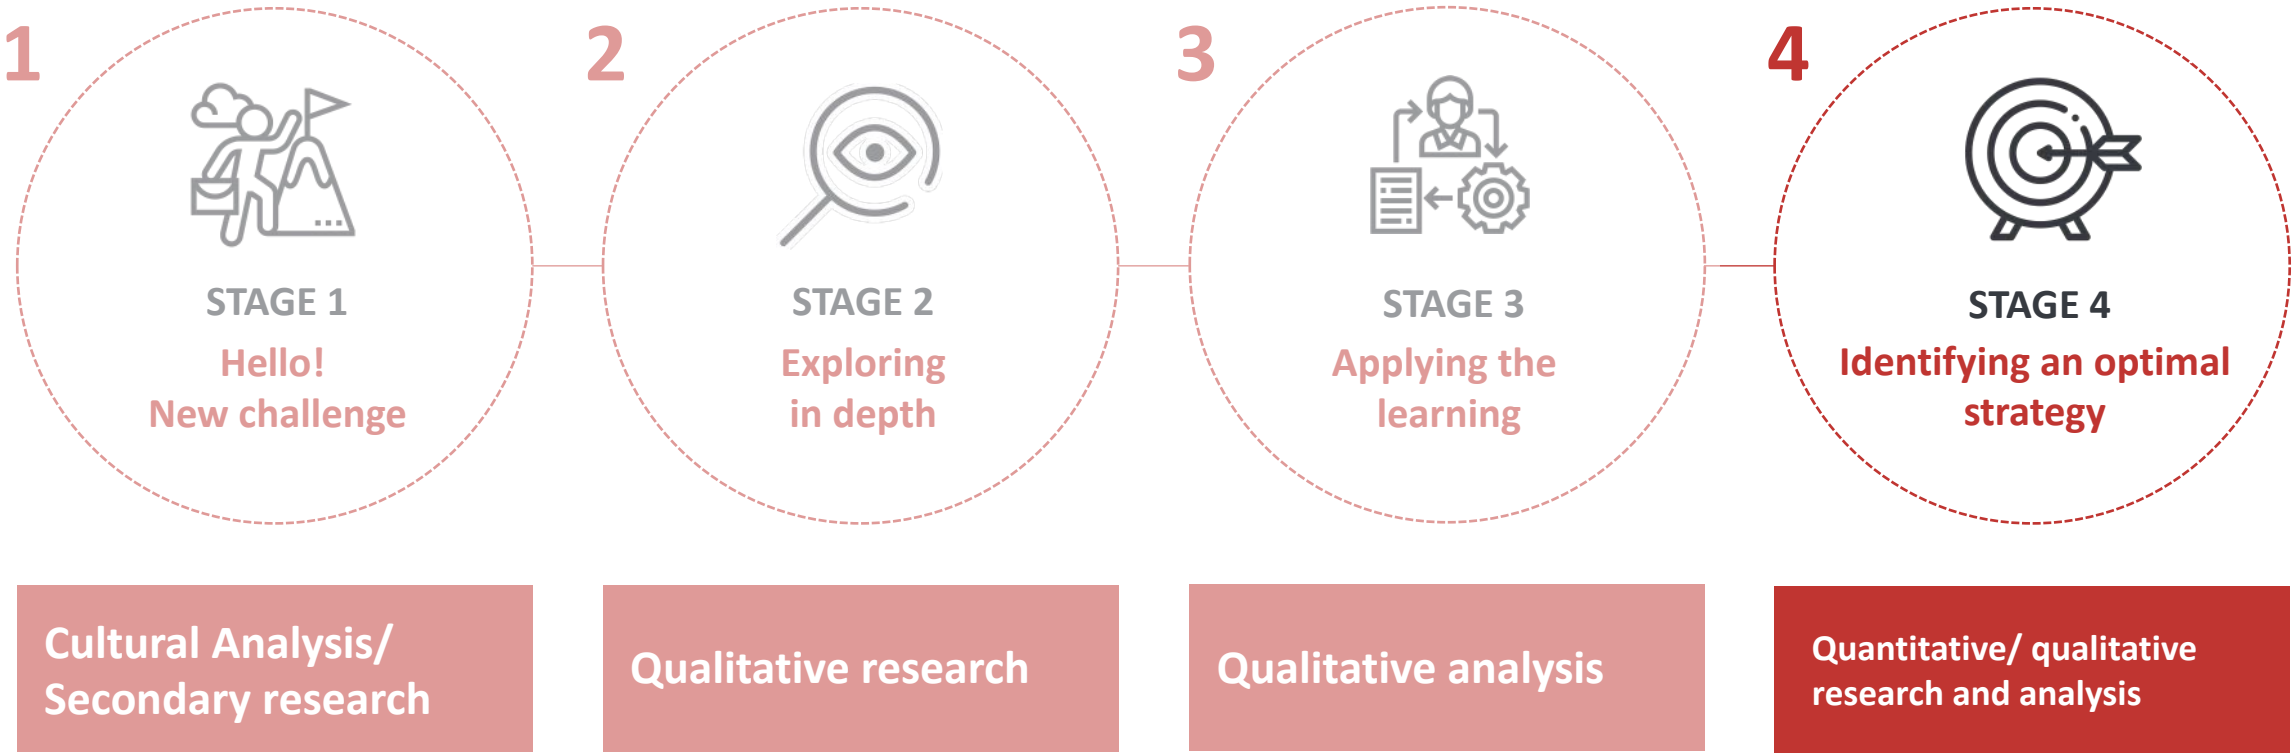 1
STAGE 1
Hello!
New challenge
Cultural Analysis/
Secondary research
2
STAGE 2
Exploring
in depth
Qualitative research
3
STAGE 3
Applying the
learning
Qualitative analysis
4
STAGE 4
Identifying an optimal
strategy
Quantitative/ qualitative
research and analysis